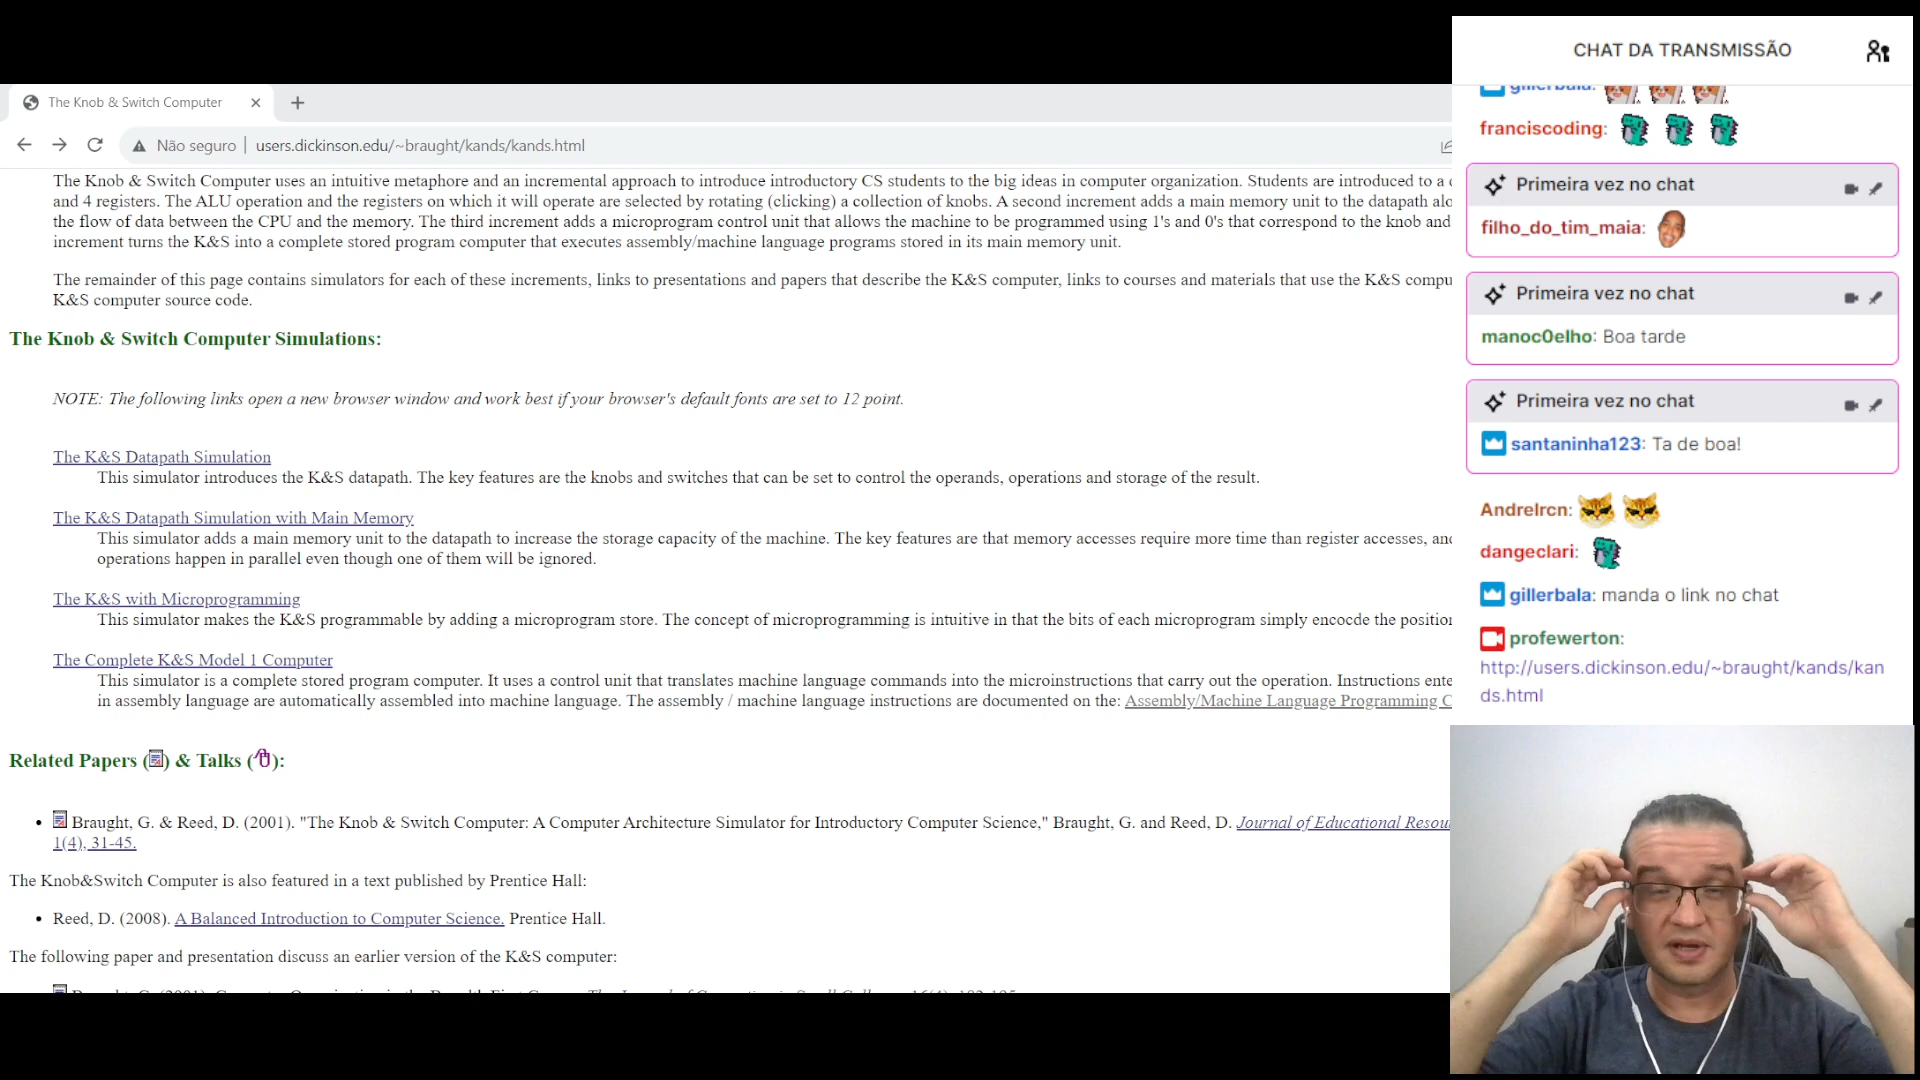 The Knob & Switch Computer
Não seguro
users.dickinson.edu/~braught/kands/kands.html
The Knob & Switch Computer uses an intuitive metaphore and an incremental approach to introduce introductory CS students to the big ideas in computer organization. Students are introduced to a
and 4 registers. The ALU operation and the registers on which it will operate are selected by rotating (clicking) a collection of knobs. A second increment adds a main memory unit to the datapath alo
the flow of data between the CPU and the memory. The third increment adds a microprogram control unit that allows the machine to be programmed using 1's and 0's that correspond to the knob and
increment turns the K&S into a complete stored program computer that executes assembly/machine language programs stored in its main memory unit.
The remainder of this page contains simulators for each of these increments, links to presentations and papers that describe the K&S computer, links to courses and materials that use the K&S compu
K&S computer source code.
The Knob & Switch Computer Simulations:
NOTE: The following links open a new browser window and work best if your browser's default fonts are set to 12 point.
The K&S Datapath Simulation
This simulator introduces the K&S datapath. The key features are the knobs and switches that can be set to control the operands, operations and storage of the result.
The K&S Datapath Simulation with Main Memory
This simulator adds a main memory unit to the datapath to increase the storage capacity of the machine. The key features are that memory accesses require more time than register accesses, and
operations happen in parallel even though one of them will be ignored.
The K&S with Microprogramming
This simulator makes the K&S programmable by adding a microprogram store. The concept of microprogramming is intuitive in that the bits of each microprogram simply encocde the position
The Complete K&S Model 1 Computer
This simulator is a complete stored program computer. It uses a control unit that translates machine language commands into the microinstructions that carry out the operation. Instructions ente
in assembly language are automatically assembled into machine language. The assembly / machine language instructions are documented on the: Assembly/Machine Language Programming C
Related Papers () & Talks ():
• Braught, G. & Reed, D. (2001). "The Knob & Switch Computer: A Computer Architecture Simulator for Introductory Computer Science," Braught, G. and Reed, D. Journal of Educational Resou
1(4), 31-45.
The Knob&Switch Computer is also featured in a text published by Prentice Hall:
• Reed, D. (2008). A Balanced Introduction to Computer Science. Prentice Hall.
The following paper and presentation discuss an earlier version of the K&S computer:
CHAT DA TRANSMISSÃO
gillerbala:
franciscoding:
Primeira vez no chat
filho_do_tim_maia:
Primeira vez no chat
manoc0elho: Boa tarde
Primeira vez no chat
santaninha123: Ta de boa!
Andrelrcn:
dangeclari:
gillerbala: manda o link no chat
profewerton:
http://users.dickinson.edu/~braught/kands/kan
ds.html